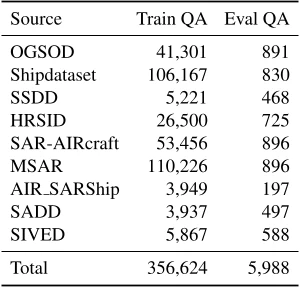 Source Train QA Eval QA
OGSOD 41,301 891
Shipdataset 106,167 830
SSDD 5,221 468
HRSID 26,500 725
SAR-AIRcraft 53,456 896
MSAR 110,226 896
AIR_SARShip 3,949 197
SADD 3,937 497
SIVED 5,867 588
Total 356,624 5,988